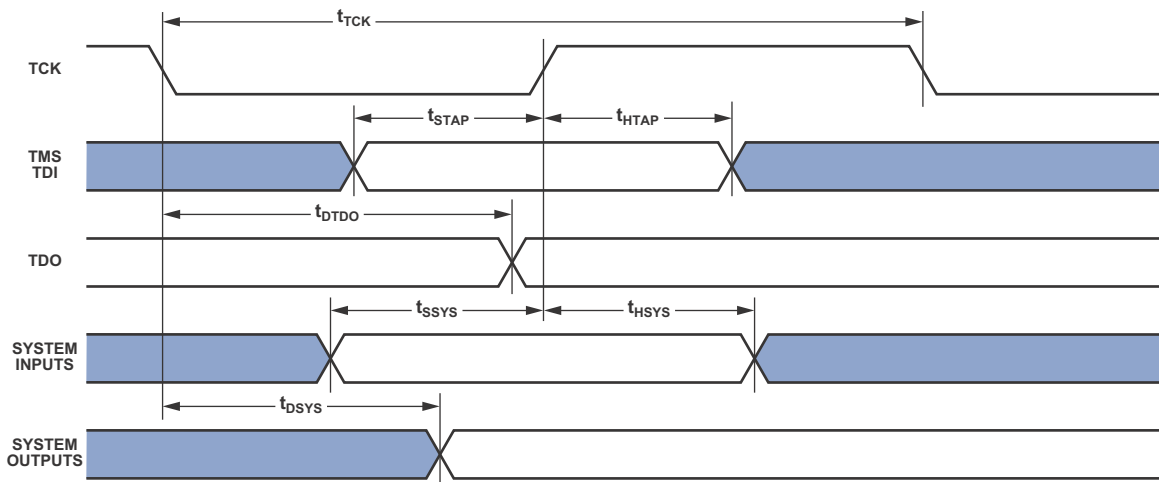 tTCK
TCK
tSTAP
tHTAP
TMS
TDI
tDTDO
TDO
tSSYS
tHSYS
SYSTEM
INPUTS
tDSYS
SYSTEM
OUTPUTS